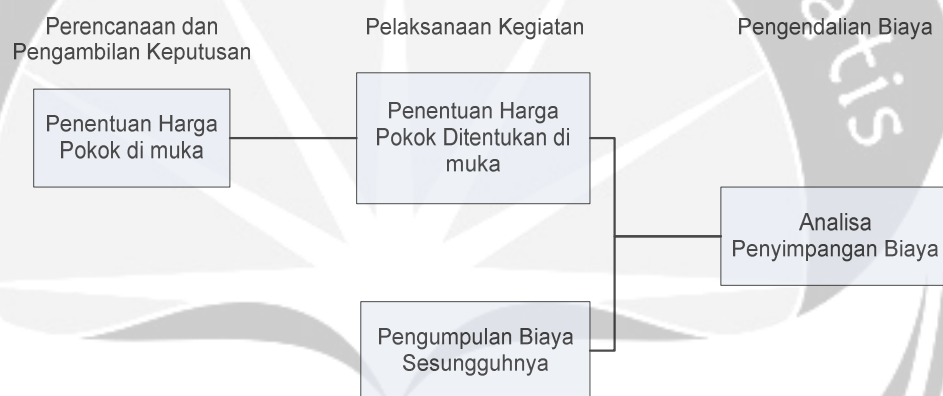 Perencanaan dan
Pengambilan Keputusan
Pelaksanaan Kegiatan
Pengendalian Biaya
Penentuan Harga
Pokok di muka
Penentuan Harga
Pokok Ditentukan di
muka
Analisa
Penyimpangan Biaya
Pengumpulan Biaya
Sesungguhnya